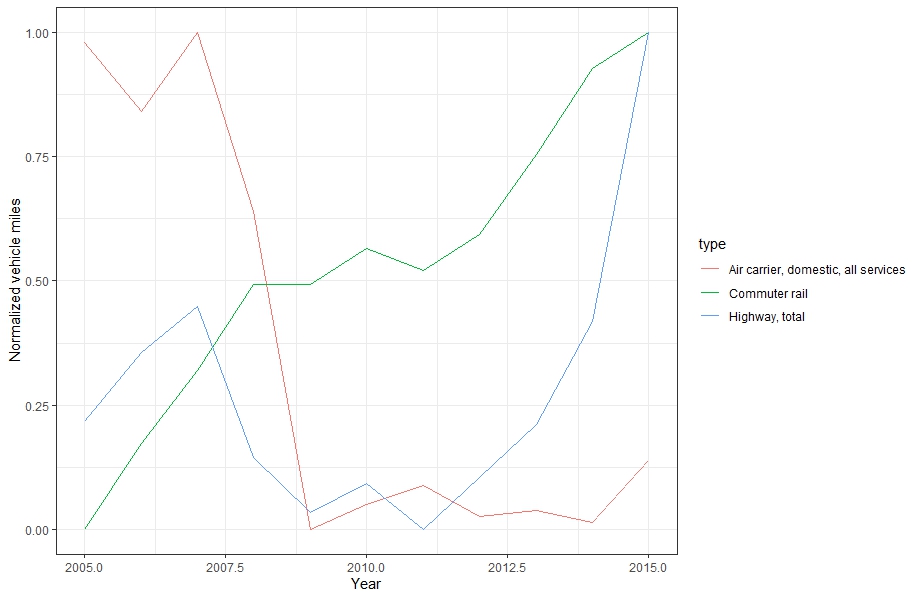 1.00
0.75
0.50
0.25
0.00
Normalized vehicle miles
2005.0 2007.5 2010.0 2012.5 2015.0
Year
type
Air carrier, domestic, all services
Commuter rail
Highway, total